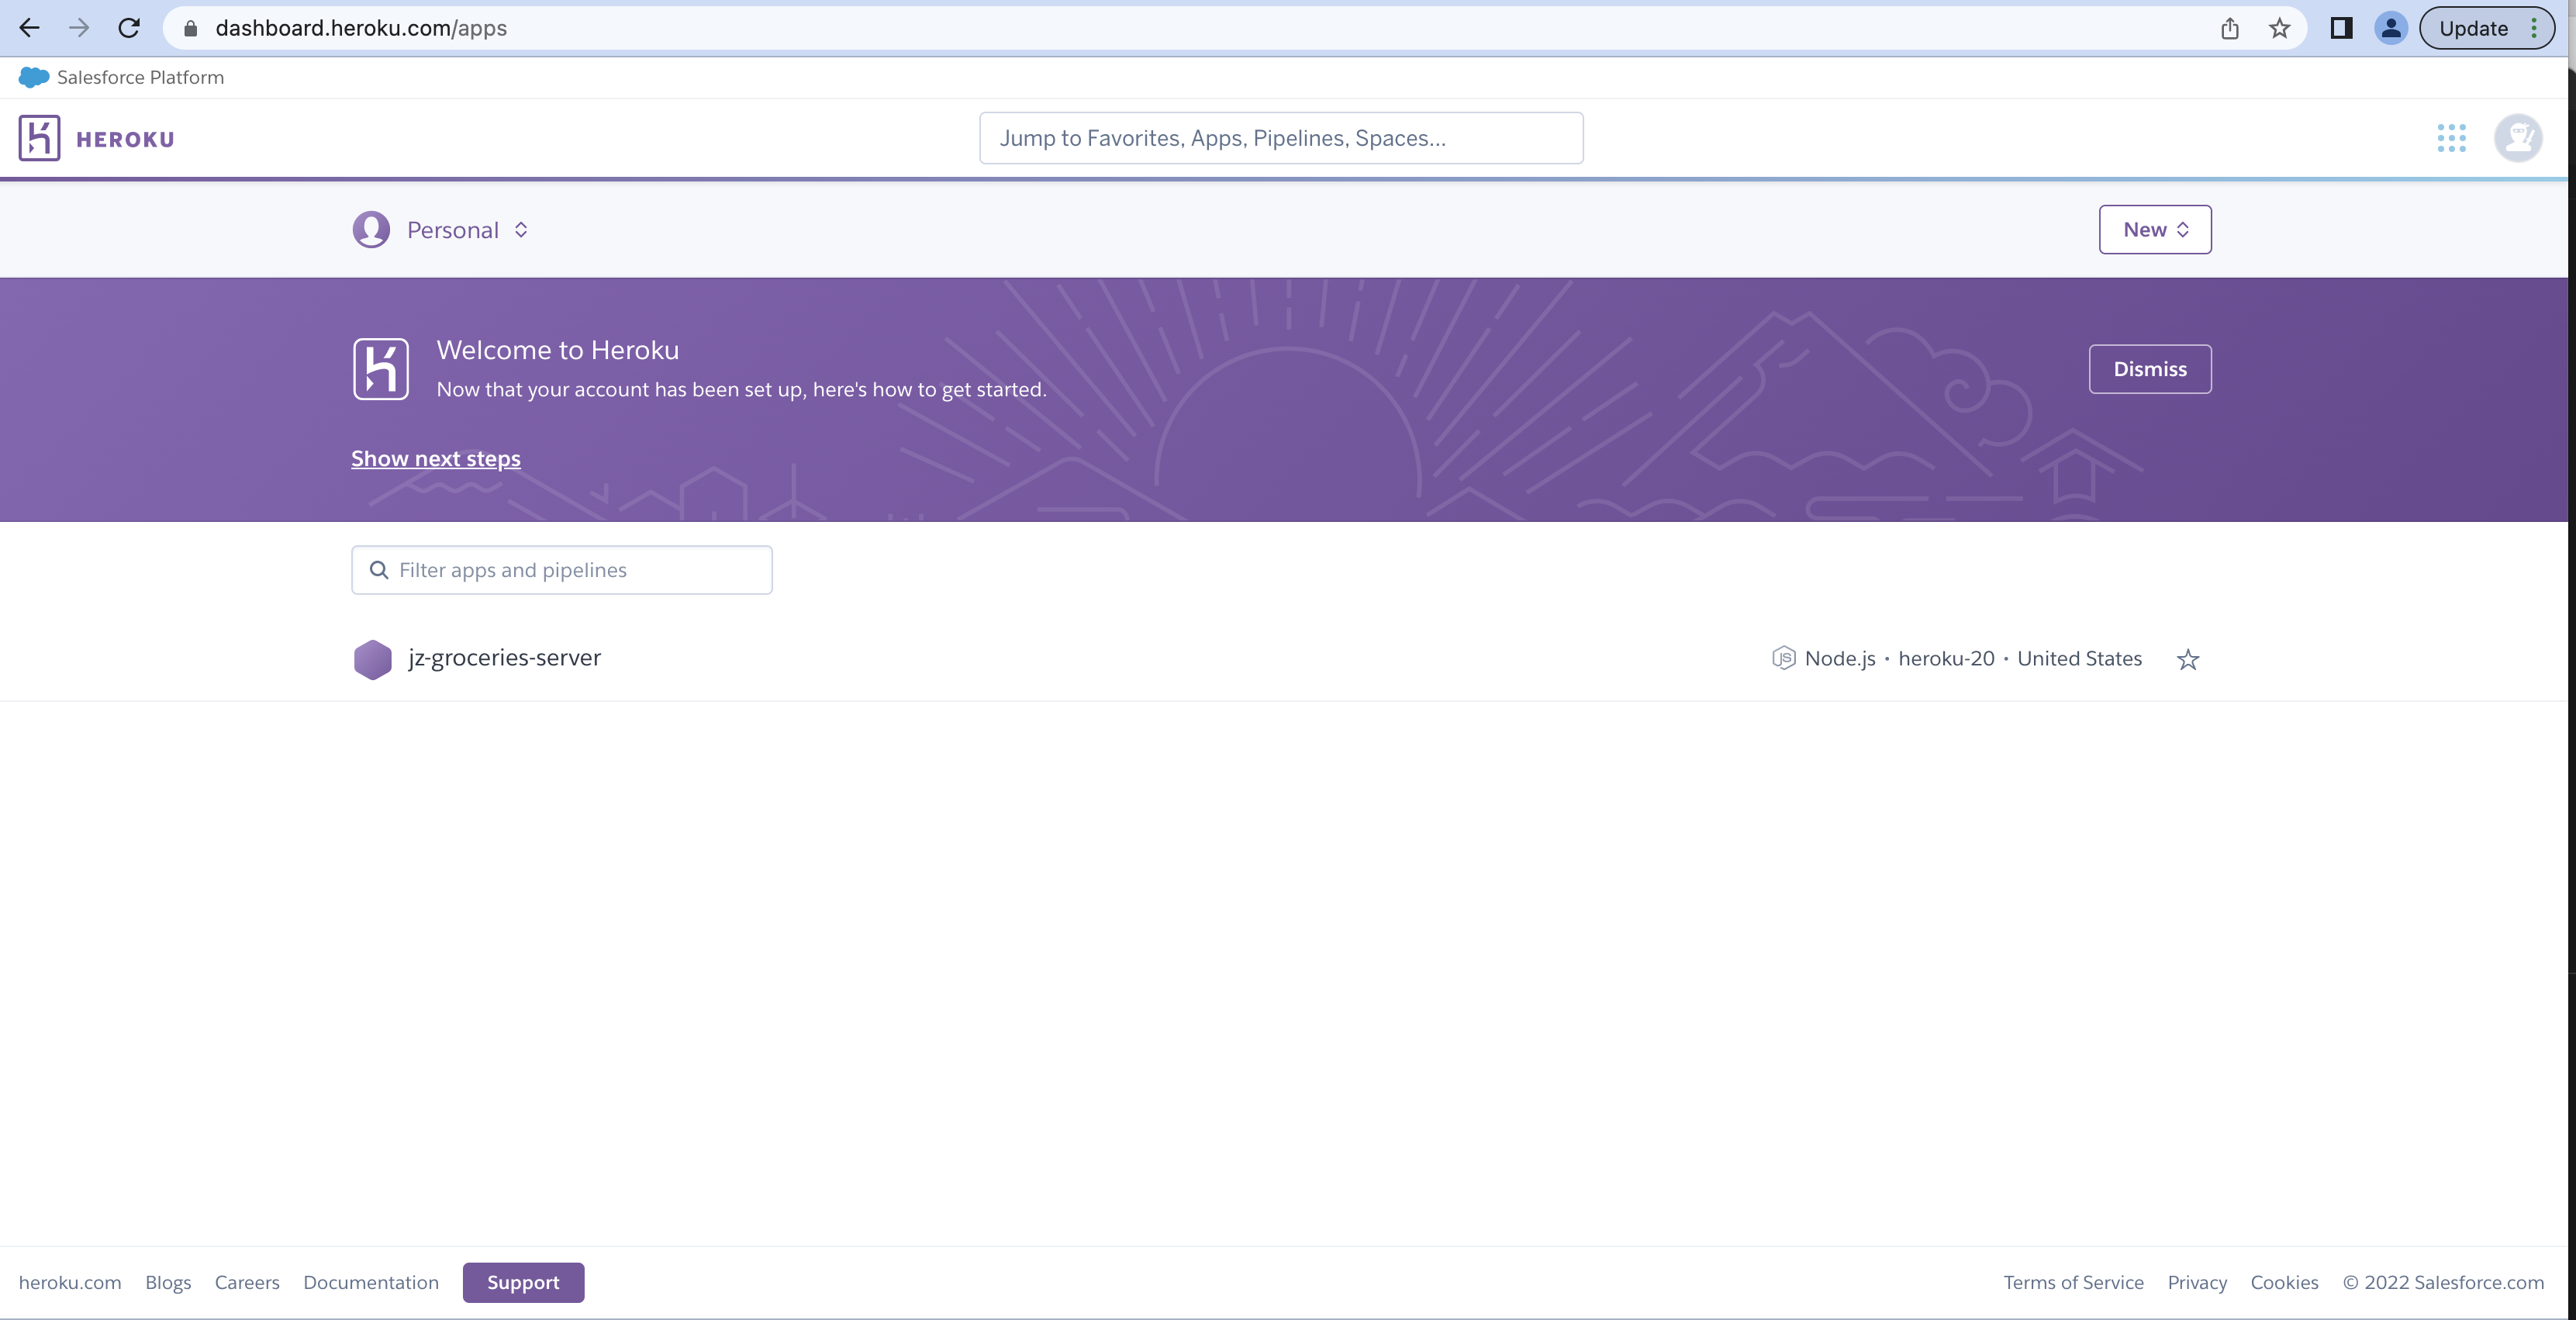 dashboard.heroku.com/apps
Update
Salesforce Platform
HEROKU
Jump to Favorites, Apps, Pipelines, Spaces...
Personal
New
Welcome to Heroku
Now that your account has been set up, here's how to get started.
Dismiss
Show next steps
Filter apps and pipelines
jz-groceries-server
JS Node.js • heroku-20 • United States
heroku.com Blogs Careers Documentation Support
Terms of Service Privacy Cookies © 2022 Salesforce.com